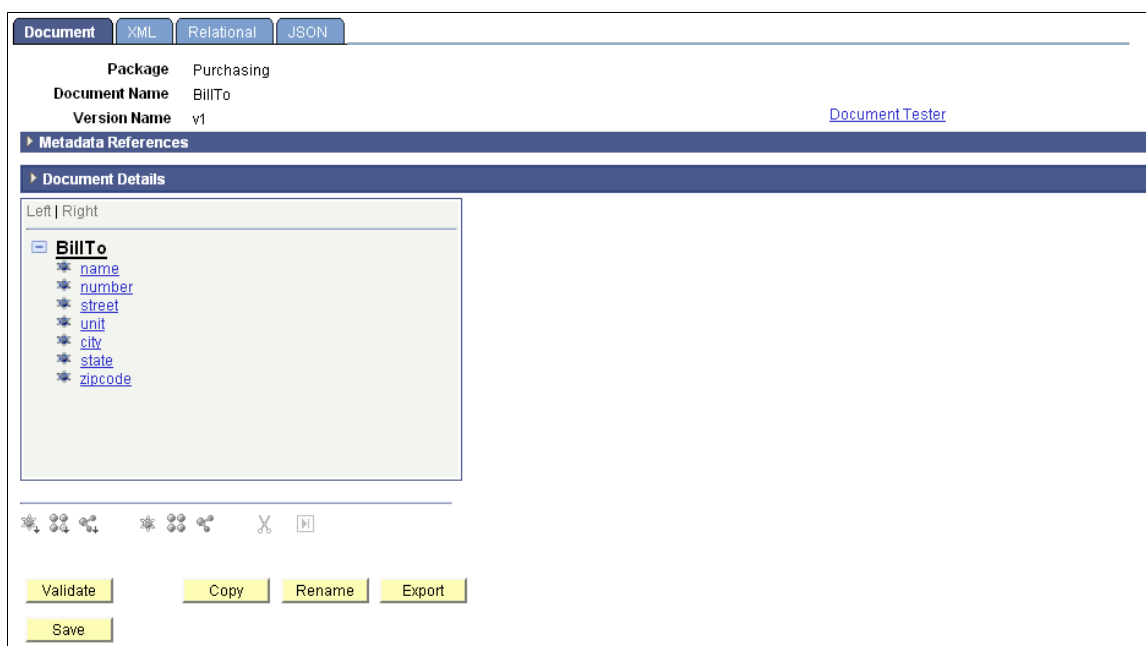 Document XML Relational JSON
Package Purchasing
Document Name BillTo
Version Name v1 Document Tester
Metadata References
Document Details
Left | Right
BillTo
name
number
street
unit
city
state
zipcode
Validate Copy Rename Export
Save